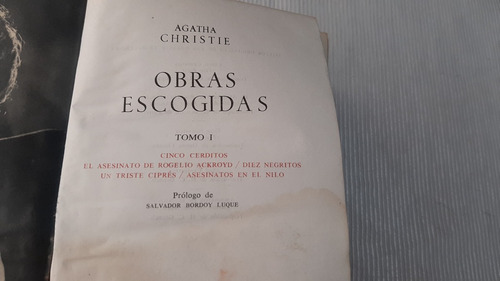 AGATHA
CHRISTIE
OBRAS
ESCOGIDAS
TOMO I
CINCO CERDITOS
EL ASESINATO DE ROGELIO ACKROYD / DIEZ NEGRITOS
UN TRISTE CIPRÉS / ASESINATOS EN EL NILO
Prólogo de
SALVADOR BORDOY LUQUE